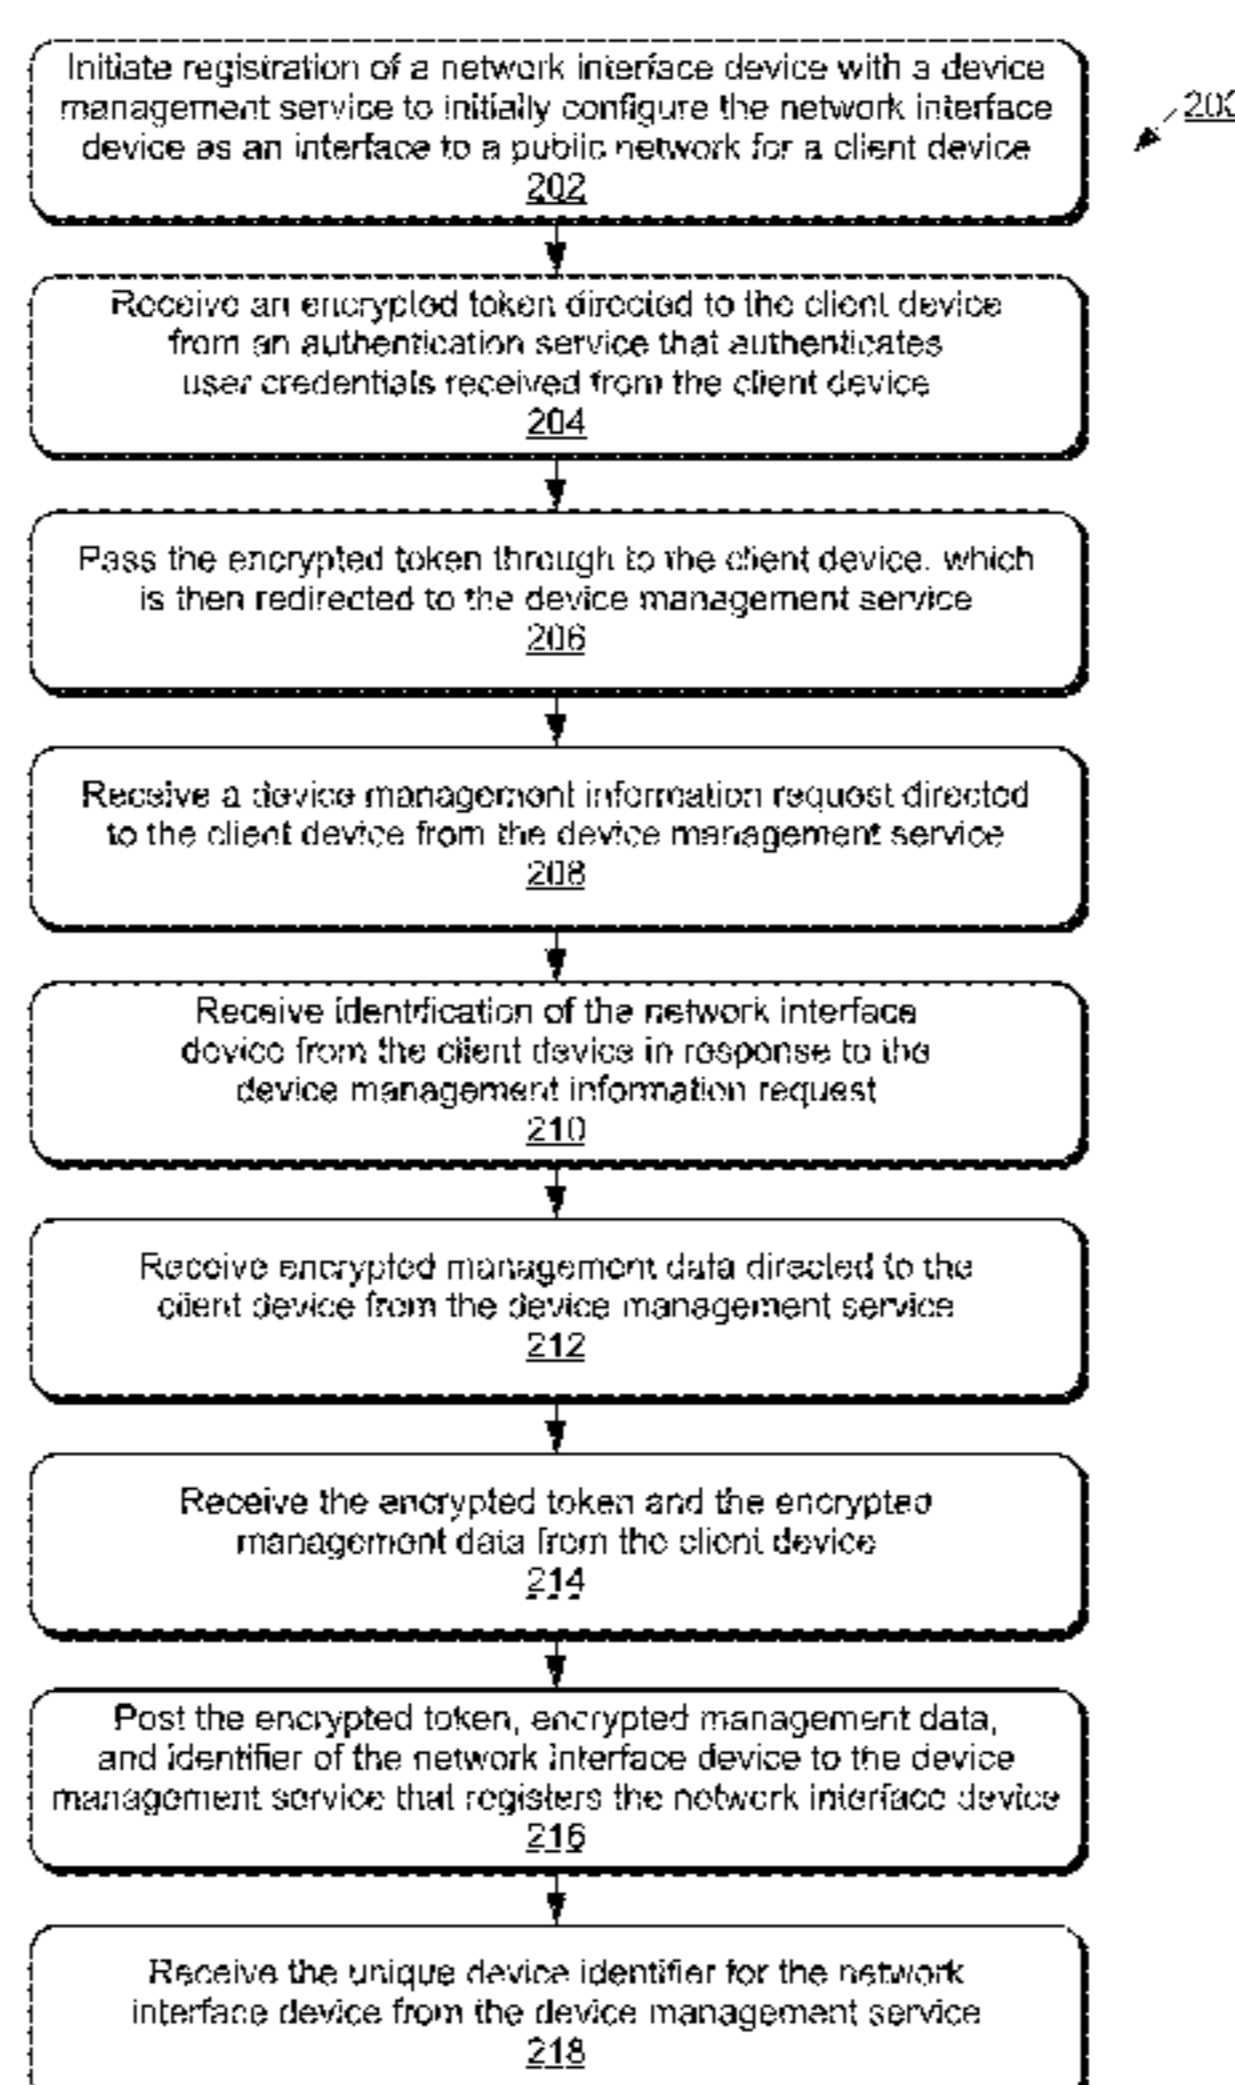 Initiate registration of a network interface device with a device
200
management service to initially configure the network interface
device as an interface to a public network for a client device
202
Receive an encrypted token directed to the client device
from an authentication service that authenticates
user credentials received from the client device
204
Pass the encrypted token through to the client device, which
is then redirected to the device management service
206
Receive a device management information request directed
to the client device from the device management service
208
Receive identification of the network interface
device from the client device in response to the
device management information request
210
Receive encrypted management data directed to the
client device from the device management service
212
Receive the encrypted token and the encrypted
management data from the client device
214
Post the encrypted token, encrypted management data,
and identifier of the network interface device to the device
management service that registers the network interface device
216
Receive the unique device identifier for the network
interface device from the device management service
218